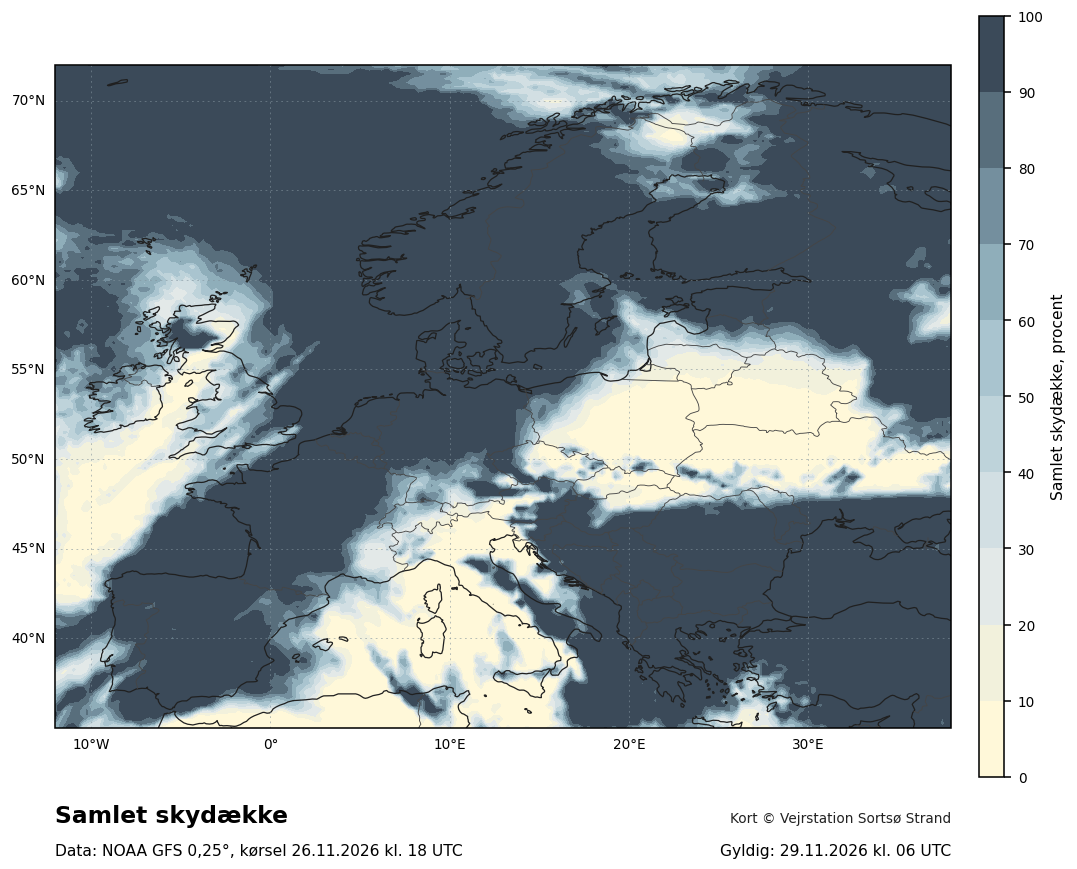 70°N
65°N
60°N
55°N
50°N
45°N
40°N
10°W
0°
10°E
20°E
30°E
100
90
80
70
60
50
40
30
20
10
0
Samlet skydække, procent
Samlet skydække
Kort © Vejrstation Sortsø Strand
Data: NOAA GFS 0,25°, kørsel 26.11.2026 kl. 18 UTC
Gyldig: 29.11.2026 kl. 06 UTC